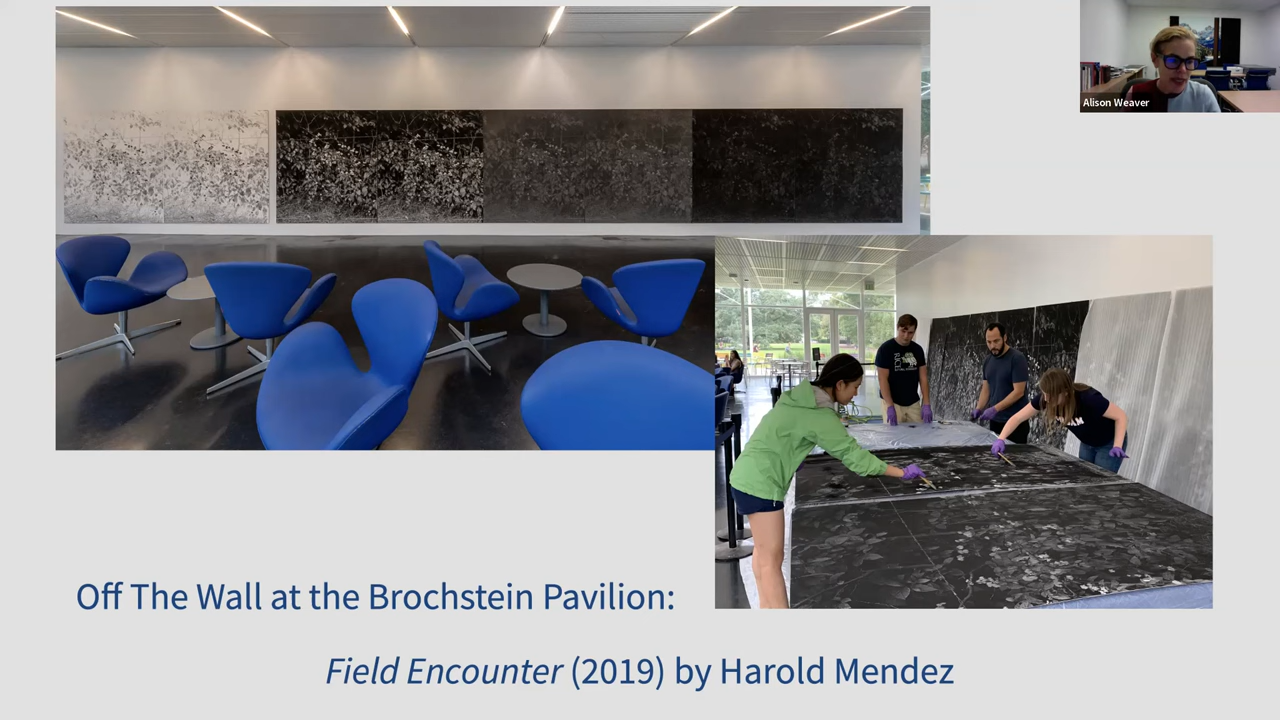 Alison Weaver
Off The Wall at the Brochstein Pavilion:
Field Encounter (2019) by Harold Mendez